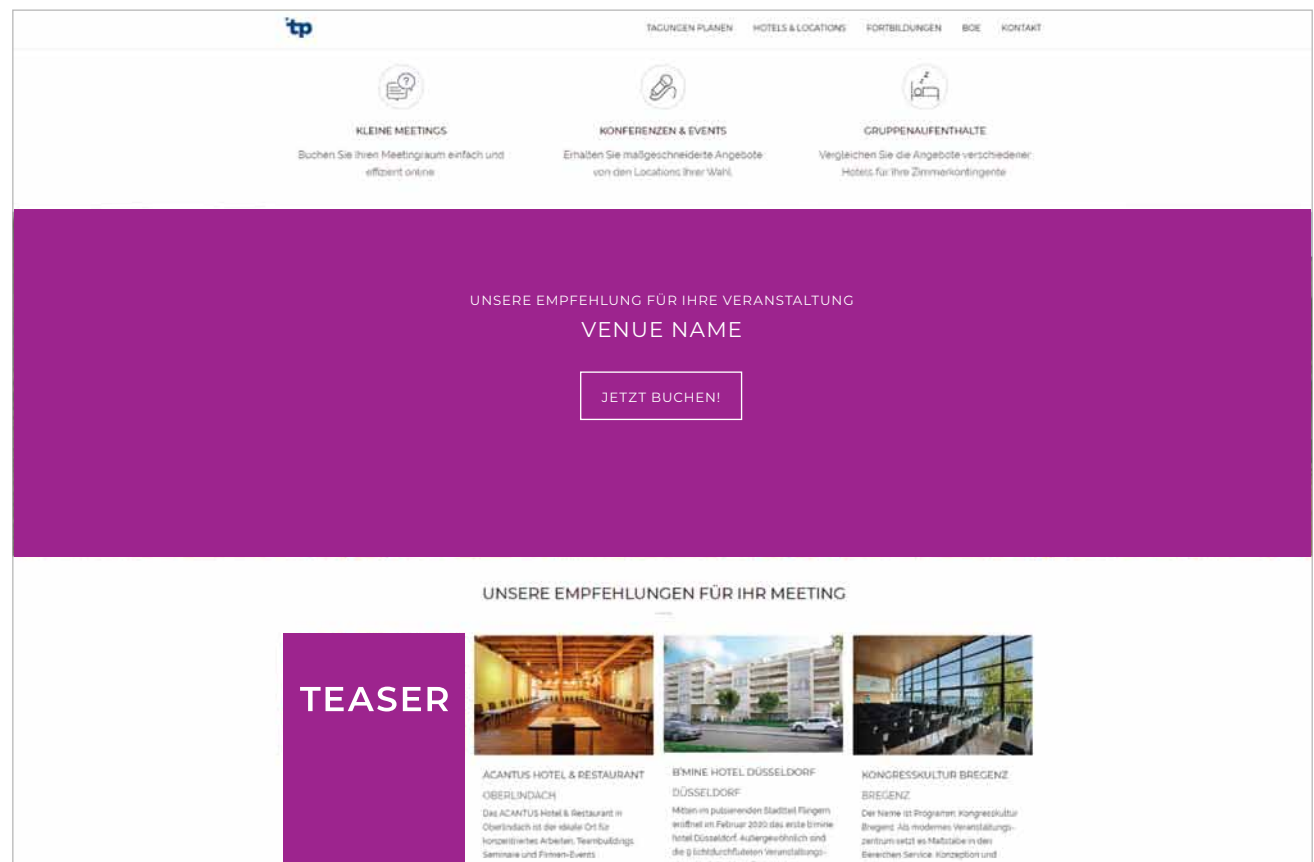 tp
TAGUNGEN PLANEN HOTELS & LOCATIONS FORTBILDUNGEN BOE KONTAKT
KLEINE MEETINGS
Buchen Sie Ihren Meetingraum einfach und
effizient online
KONFERENZEN & EVENTS
Erhalten Sie maßgeschneiderte Angebote
von den Locations Ihrer Wahl.
GRUPPENAUFENTHALTE
Vergleichen Sie die Angebote verschiedener
Hotels für Ihre Zimmerkontingente
UNSERE EMPFEHLUNG FÜR IHRE VERANSTALTUNG
VENUE NAME
JETZT BUCHEN!
UNSERE EMPFEHLUNGEN FÜR IHR MEETING
TEASER
ACANTUS HOTEL & RESTAURANT
OBERLINDACH
Das ACANTUS Hotel & Restaurant in
Oberlindach ist der ideale Ort für
konzentriertes Arbeiten, Teambuildings,
Seminare und Firmen-Events
B'MINE HOTEL DÜSSELDORF
DÜSSELDORF
Mitten im pulsierenden Stadtteil Flingern
eröffnet im Februar 2020 das erste b'mine
hotel Düsseldorf. Außergewöhnlich sind
die 9 lichtdurchfluteten Veranstaltungs-
KONGRESSKULTUR BREGENZ
BREGENZ
Der Name ist Programm: Kongresskultur
Bregenz. Als modernes Veranstaltungs-
zentrum setzt es Maßstäbe in den
Bereichen Service, Konzeption und